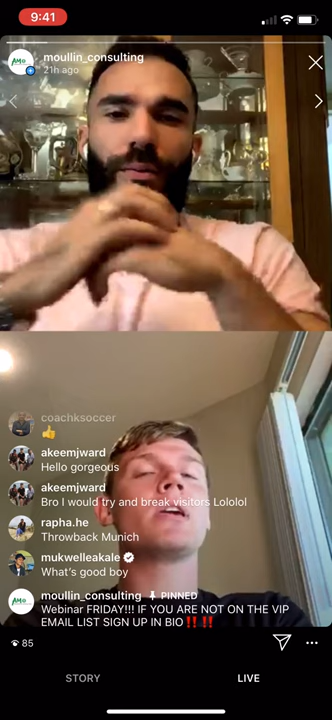 9:41
AMO
moullin_consulting
21h ago
coachksoccer
👍
akeemjward
Hello gorgeous
akeemjward
Bro I would try and break visitors Lololol
rapha.he
Throwback Munich
mukwelleakale
What's good boy
AMO
moullin_consulting PINNED
Webinar FRIDAY!!! IF YOU ARE NOT ON THE VIP
EMAIL LIST SIGN UP IN BIO‼️‼️
85
STORY LIVE